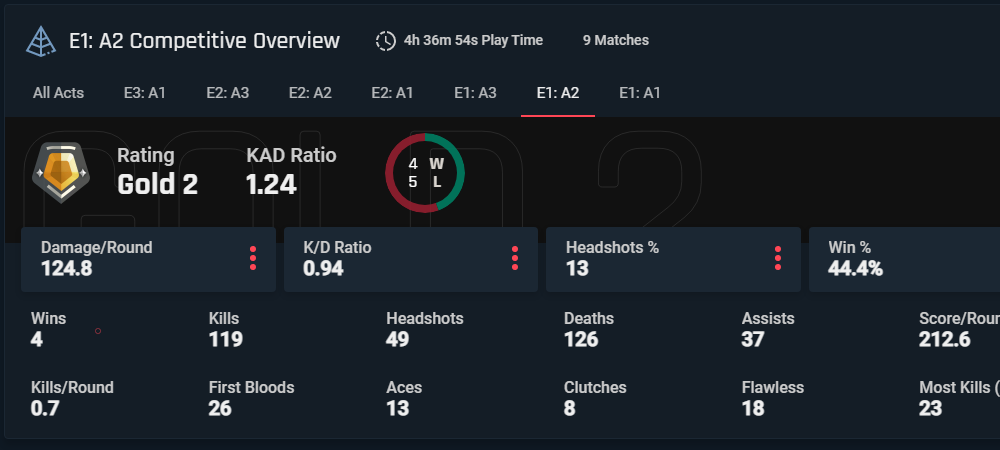 E1: A2 Competitive Overview 4h 36m 54s Play Time 9 Matches
All Acts E3: A1 E2: A3 E2: A2 E2: A1 E1: A3 E1: A2 E1: A1
Rating KAD Ratio
Gold 2 1.24
4 W
5 L
Damage/Round K/D Ratio Headshots % Win %
124.8 0.94 13 44.4%
Wins Kills Headshots Deaths Assists Score/Roun
4 119 49 126 37 212.6
Kills/Round First Bloods Aces Clutches Flawless Most Kills (
0.7 26 13 8 18 23